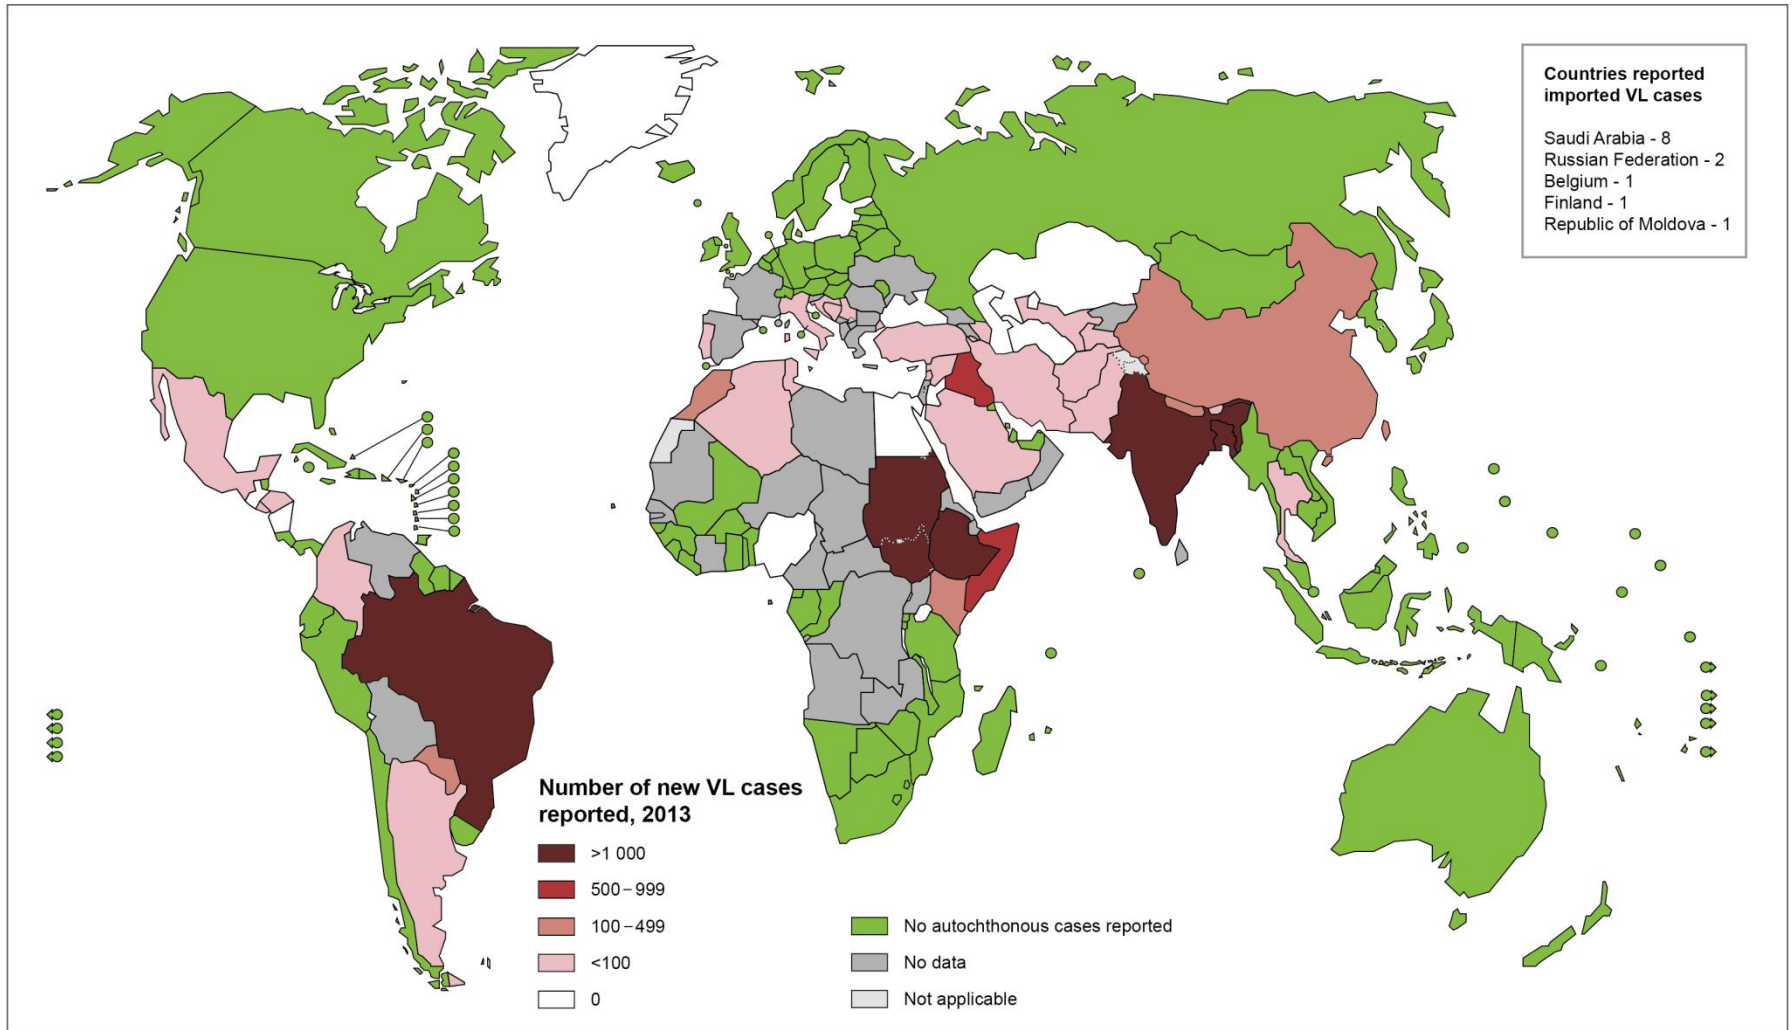 Countries reported
imported VL cases
Saudi Arabia - 8
Russian Federation - 2
Belgium - 1
Finland - 1
Republic of Moldova - 1
Number of new VL cases
reported, 2013
>1 000
500–999
100–499
<100
0
No autochthonous cases reported
No data
Not applicable